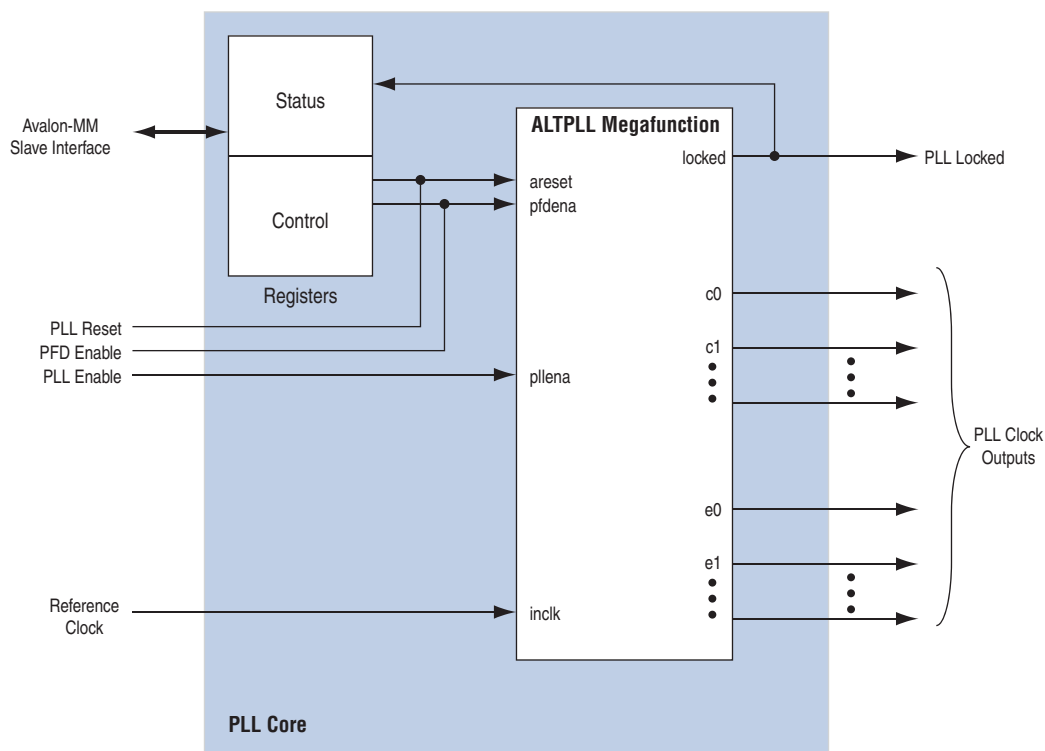 Status
Avalon-MM
Slave Interface
Control
Registers
ALTPLL Megafunction
locked
PLL Locked
areset
pfdena
PLL Reset
PFD Enable
PLL Enable
pllena
c0
c1
PLL Clock
Outputs
e0
e1
Reference
Clock
inclk
PLL Core